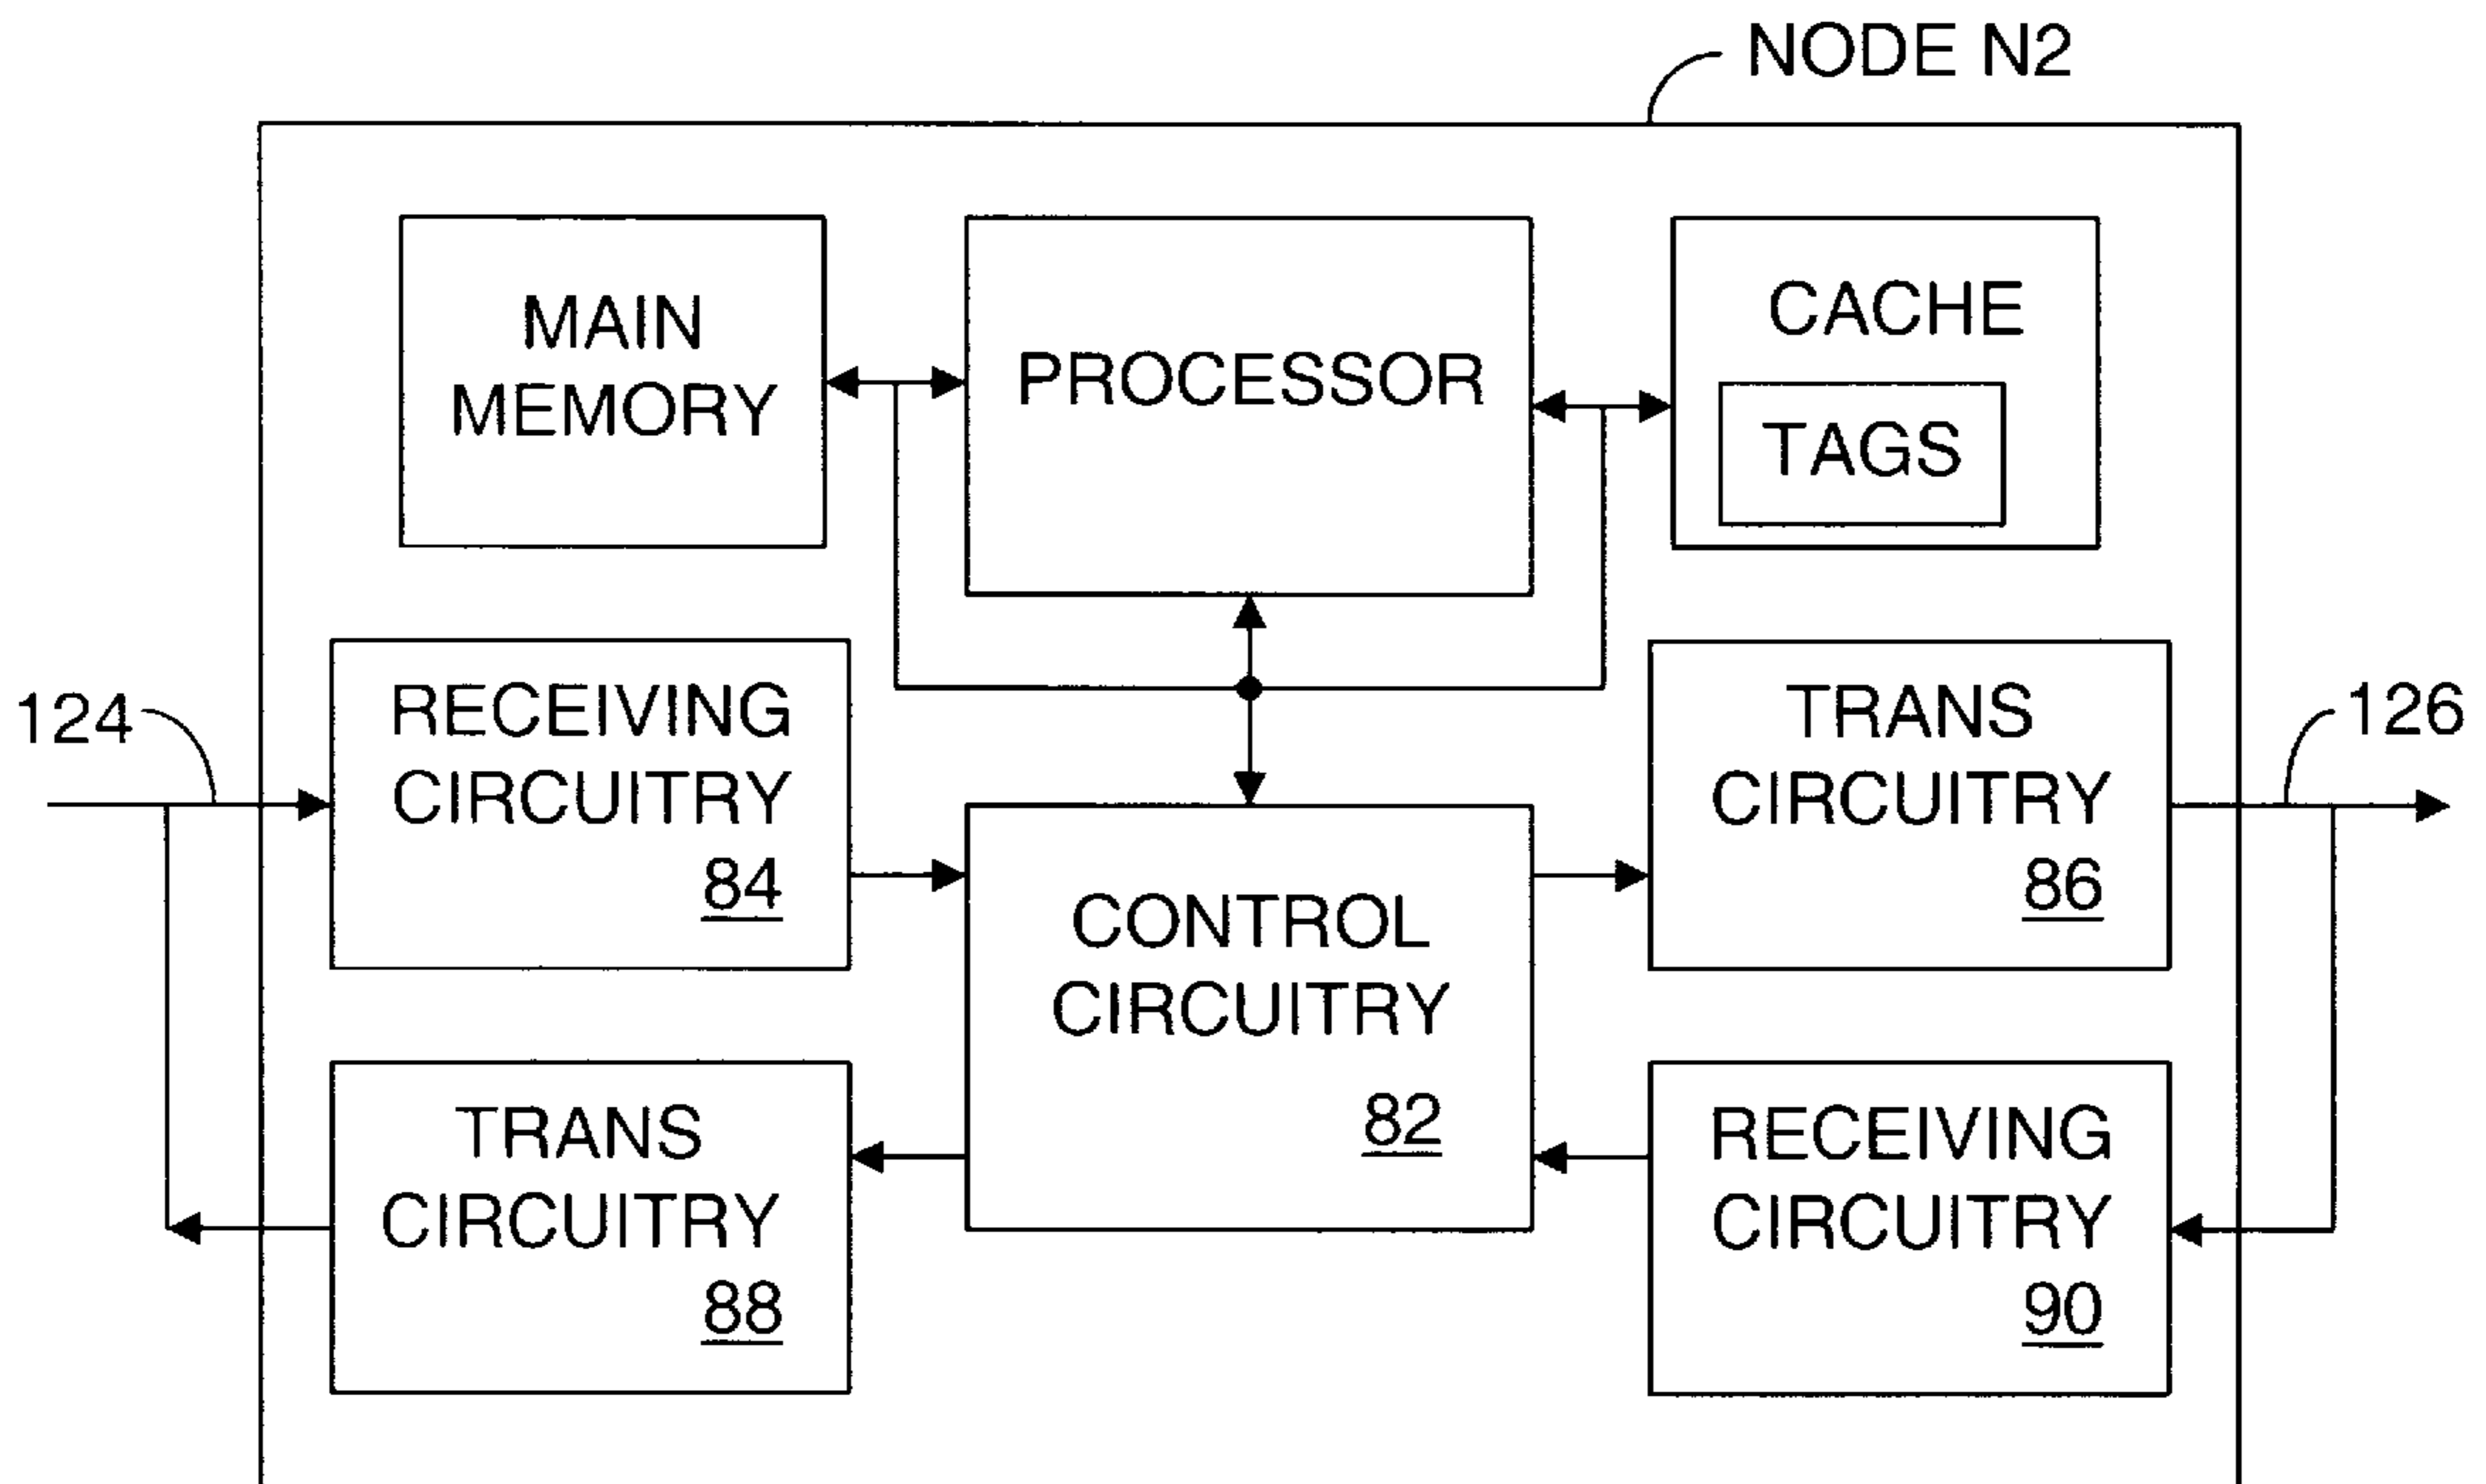 NODE N2
MAIN
MEMORY
PROCESSOR
CACHE
TAGS
124
RECEIVING
CIRCUITRY
84
TRANS
CIRCUITRY
86
126
CONTROL
CIRCUITRY
82
TRANS
CIRCUITRY
88
RECEIVING
CIRCUITRY
90